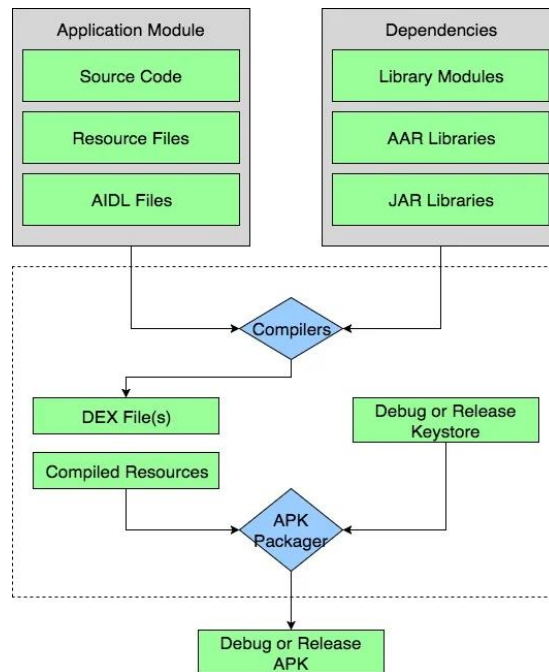 Application Module
Source Code
Resource Files
AIDL Files
Dependencies
Library Modules
AAR Libraries
JAR Libraries
Compilers
DEX File(s)
Compiled Resources
Debug or Release
Keystore
APK
Packager
Debug or Release
APK